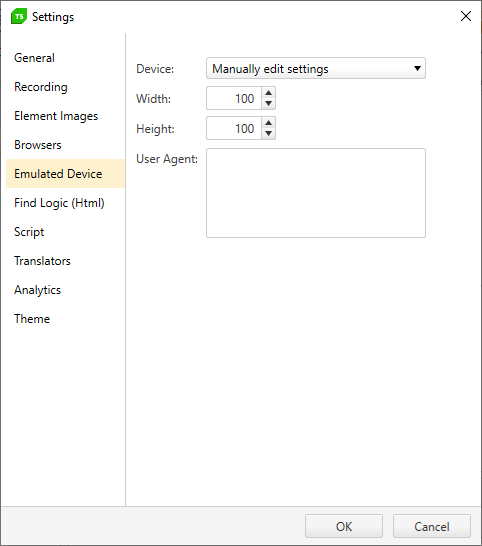 TS Settings
General
Recording
Element Images
Browsers
Emulated Device
Find Logic (Html)
Script
Translators
Analytics
Theme
Device: Manually edit settings
Width: 100
Height: 100
User Agent:
OK Cancel